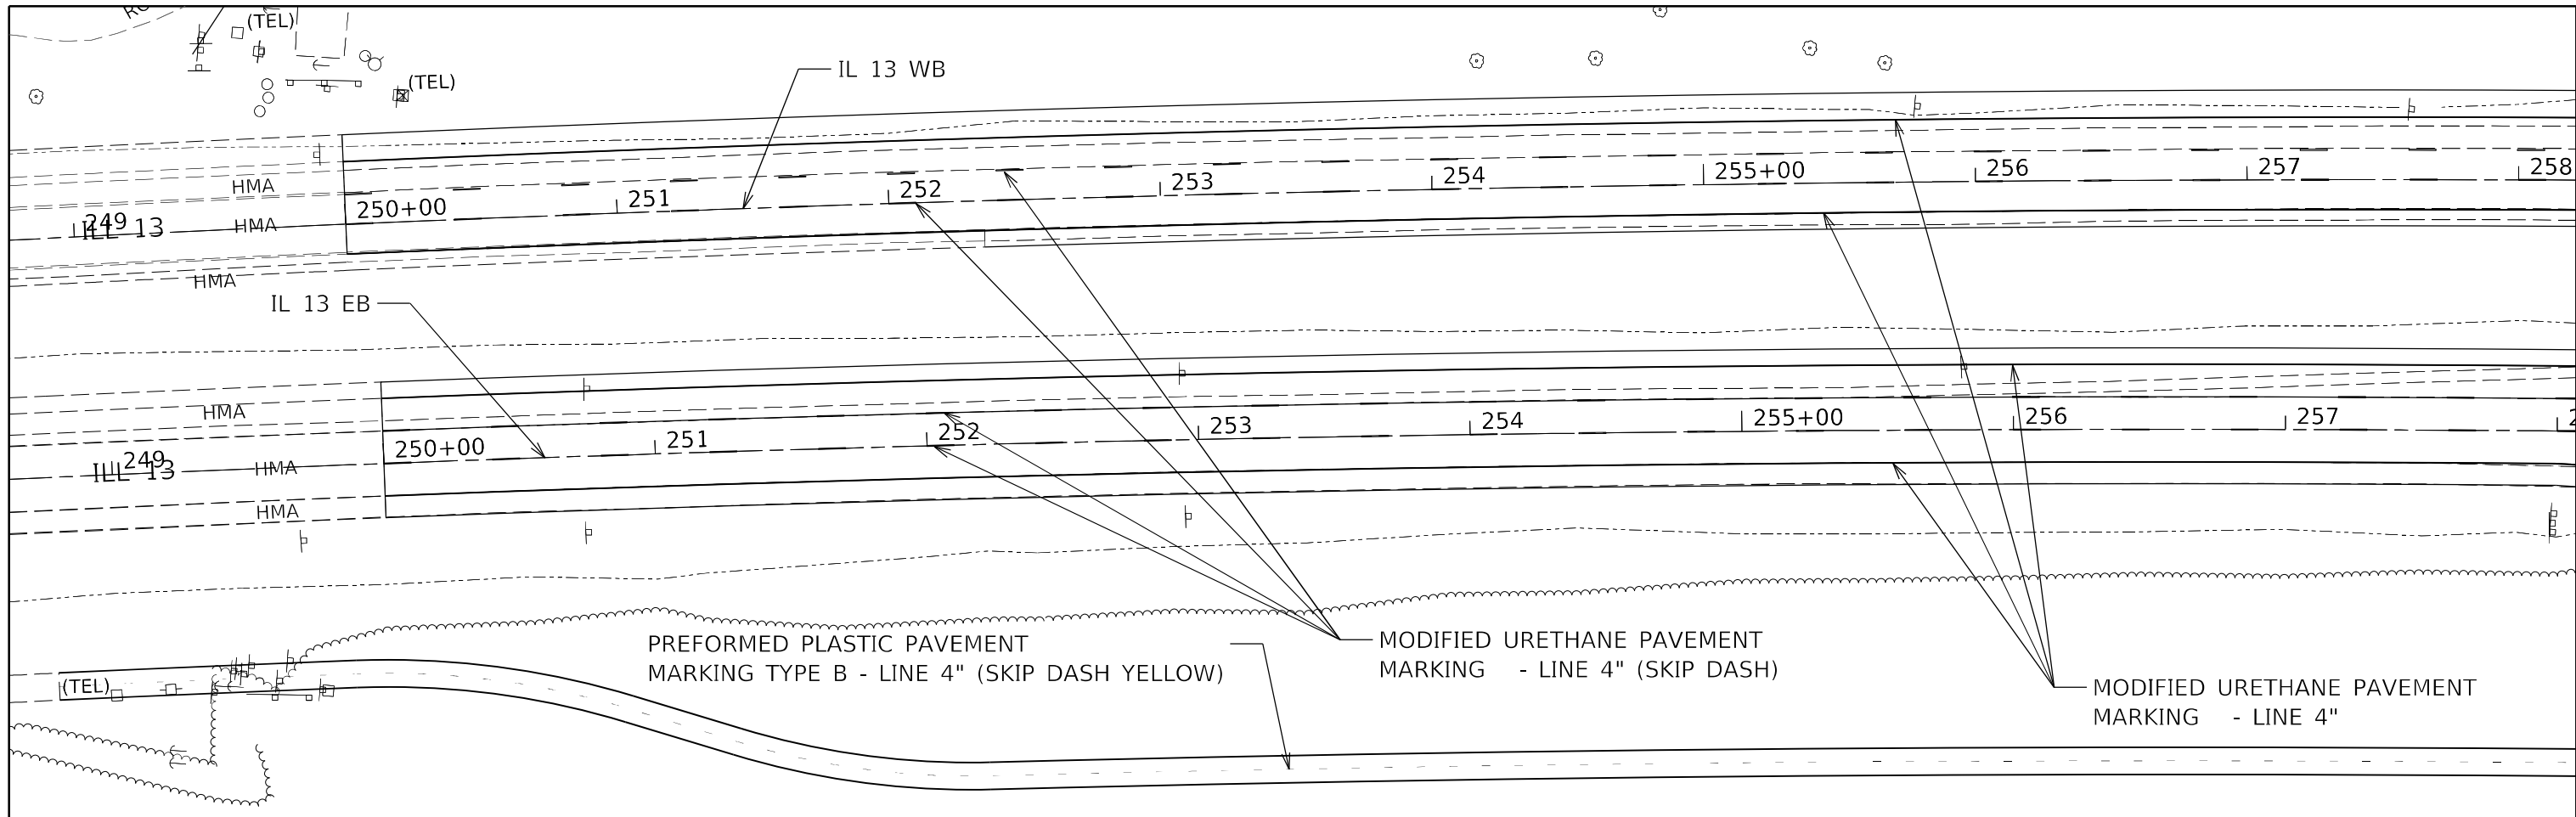 (TEL)
IL 13 WB
(TEL)
HMA
250+00
251
252
253
254
255+00
256
257
258
249
ILL 13
HMA
HMA
IL 13 EB
HMA
250+00
251
252
253
254
255+00
256
257
249
ILL 13
HMA
HMA
PREFORMED PLASTIC PAVEMENT
MARKING TYPE B - LINE 4" (SKIP DASH YELLOW)
MODIFIED URETHANE PAVEMENT
MARKING - LINE 4" (SKIP DASH)
MODIFIED URETHANE PAVEMENT
MARKING - LINE 4"
(TEL)